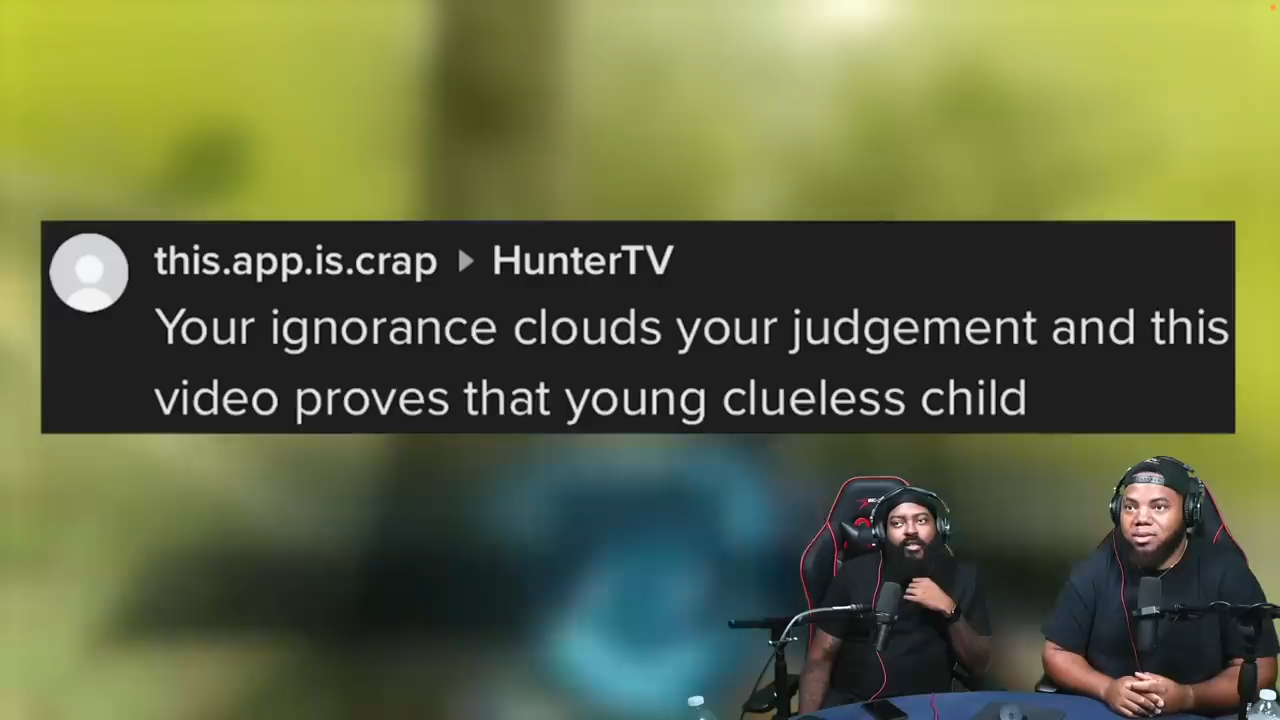 this.app.is.crap ▸ HunterTV
Your ignorance clouds your judgement and this
video proves that young clueless child